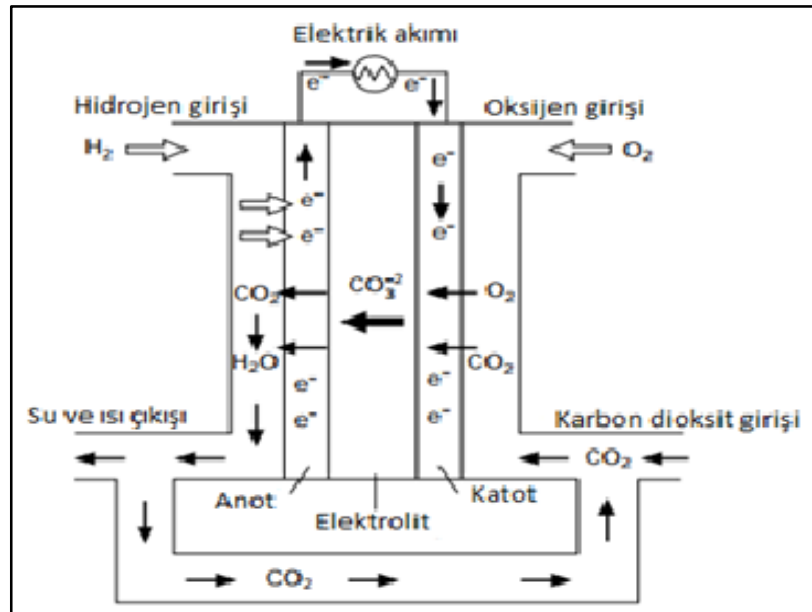 Elektrik akımı
e⁻ e⁻
Hidrojen girişi Oksijen girişi
H₂ O₂
e⁻
e⁻ e⁻
e⁻
CO₂ CO₃⁻² O₂
H₂O CO₂
e⁻ e⁻
e⁻ e⁻
Su ve ısı çıkışı Karbon dioksit girişi
CO₂
Anot Katot
Elektrolit
CO₂